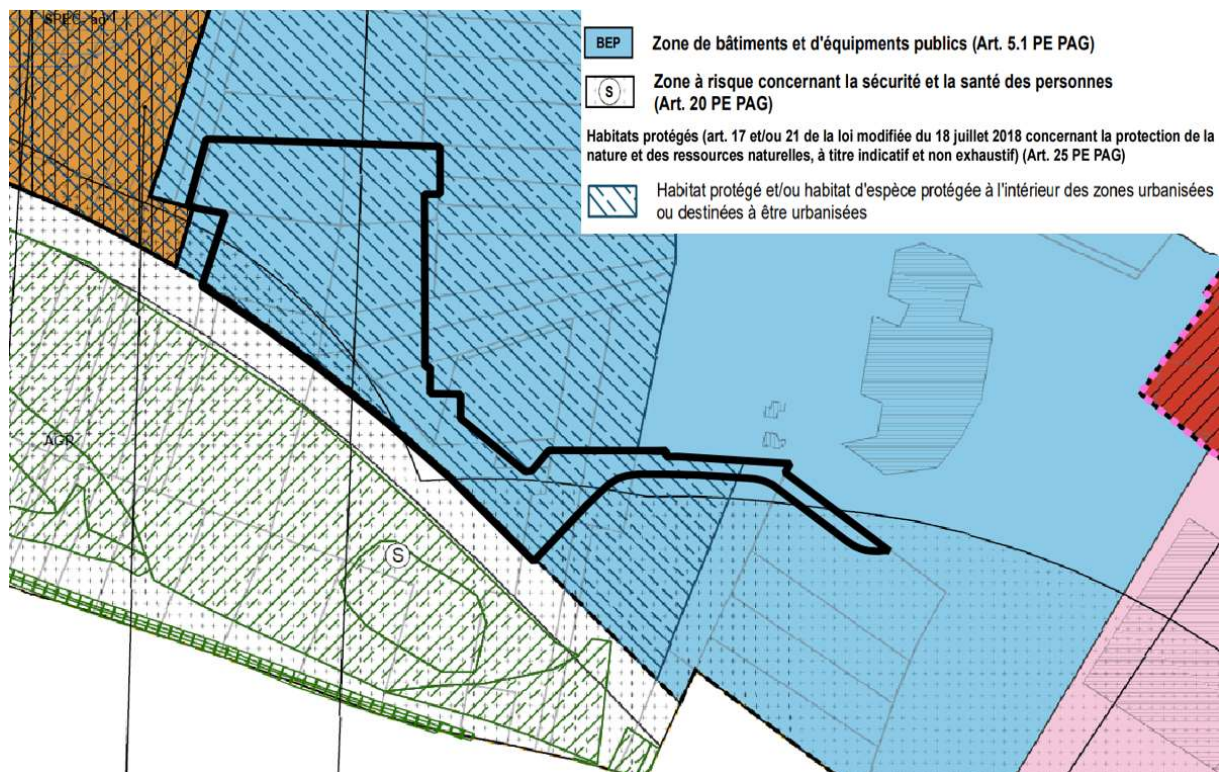 SPEC_ad
BEP Zone de bâtiments et d'équipments publics (Art. 5.1 PE PAG)
S Zone à risque concernant la sécurité et la santé des personnes
(Art. 20 PE PAG)
Habitats protégés (art. 17 et/ou 21 de la loi modifiée du 18 juillet 2018 concernant la protection de la
nature et des ressources naturelles, à titre indicatif et non exhaustif) (Art. 25 PE PAG)
Habitat protégé et/ou habitat d'espèce protégée à l'intérieur des zones urbanisées
ou destinées à être urbanisées
AGR
S